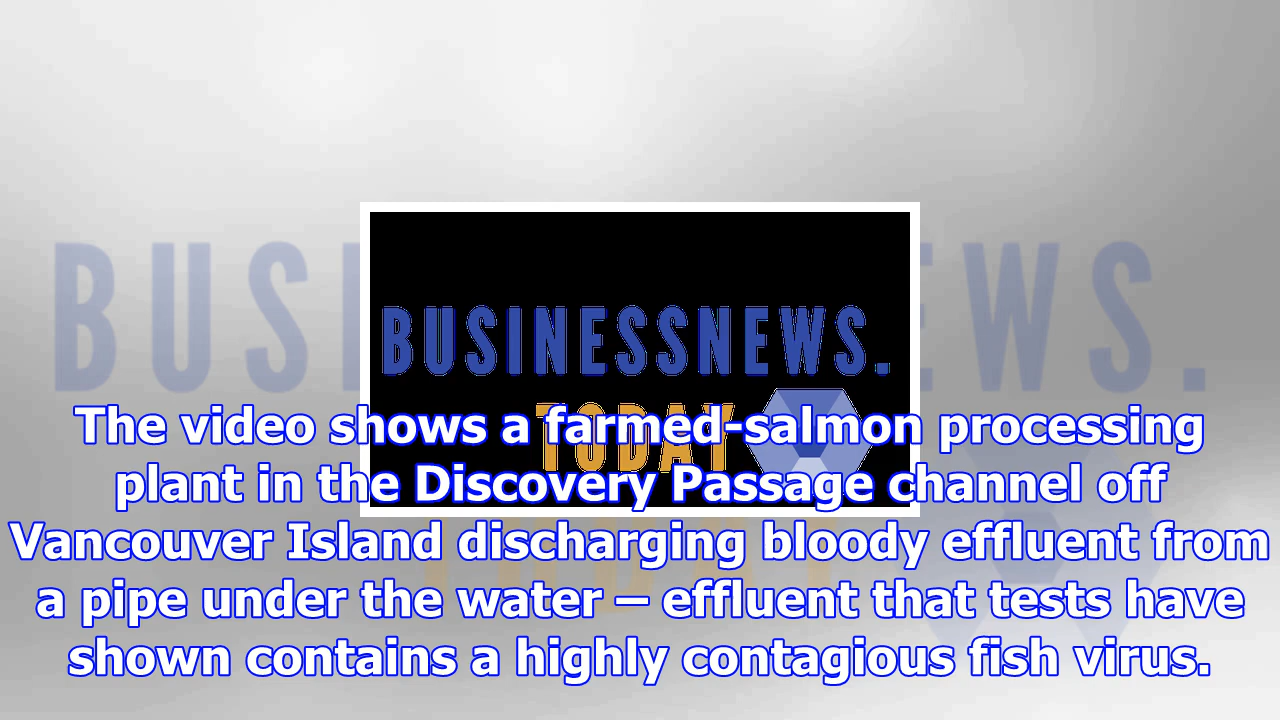 BUSINESSNEWS.
TODAY
The video shows a farmed-salmon processing
plant in the Discovery Passage channel off
Vancouver Island discharging bloody effluent from
a pipe under the water – effluent that tests have
shown contains a highly contagious fish virus.